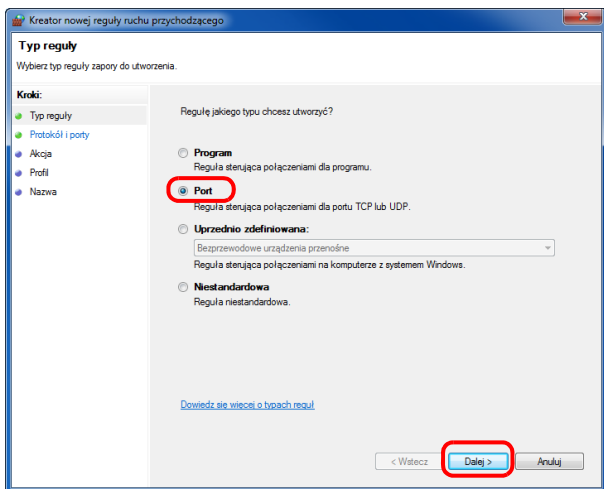 Kreator nowej reguły ruchu przychodzącego
Typ reguły
Wybierz typ reguły zapory do utworzenia.
Kroki:
Typ reguły
Protokół i porty
Akcja
Profil
Nazwa
Regułę jakiego typu chcesz utworzyć?
Program
Reguła sterująca połączeniami dla programu.
Port
Reguła sterująca połączeniami dla portu TCP lub UDP.
Uprzednio zdefiniowana:
Bezprzewodowe urządzenia przenośne
Reguła sterująca połączeniami na komputerze z systemem Windows.
Niestandardowa
Reguła niestandardowa.
Dowiedz się więcej o typach reguł
< Wstecz Dalej > Anuluj